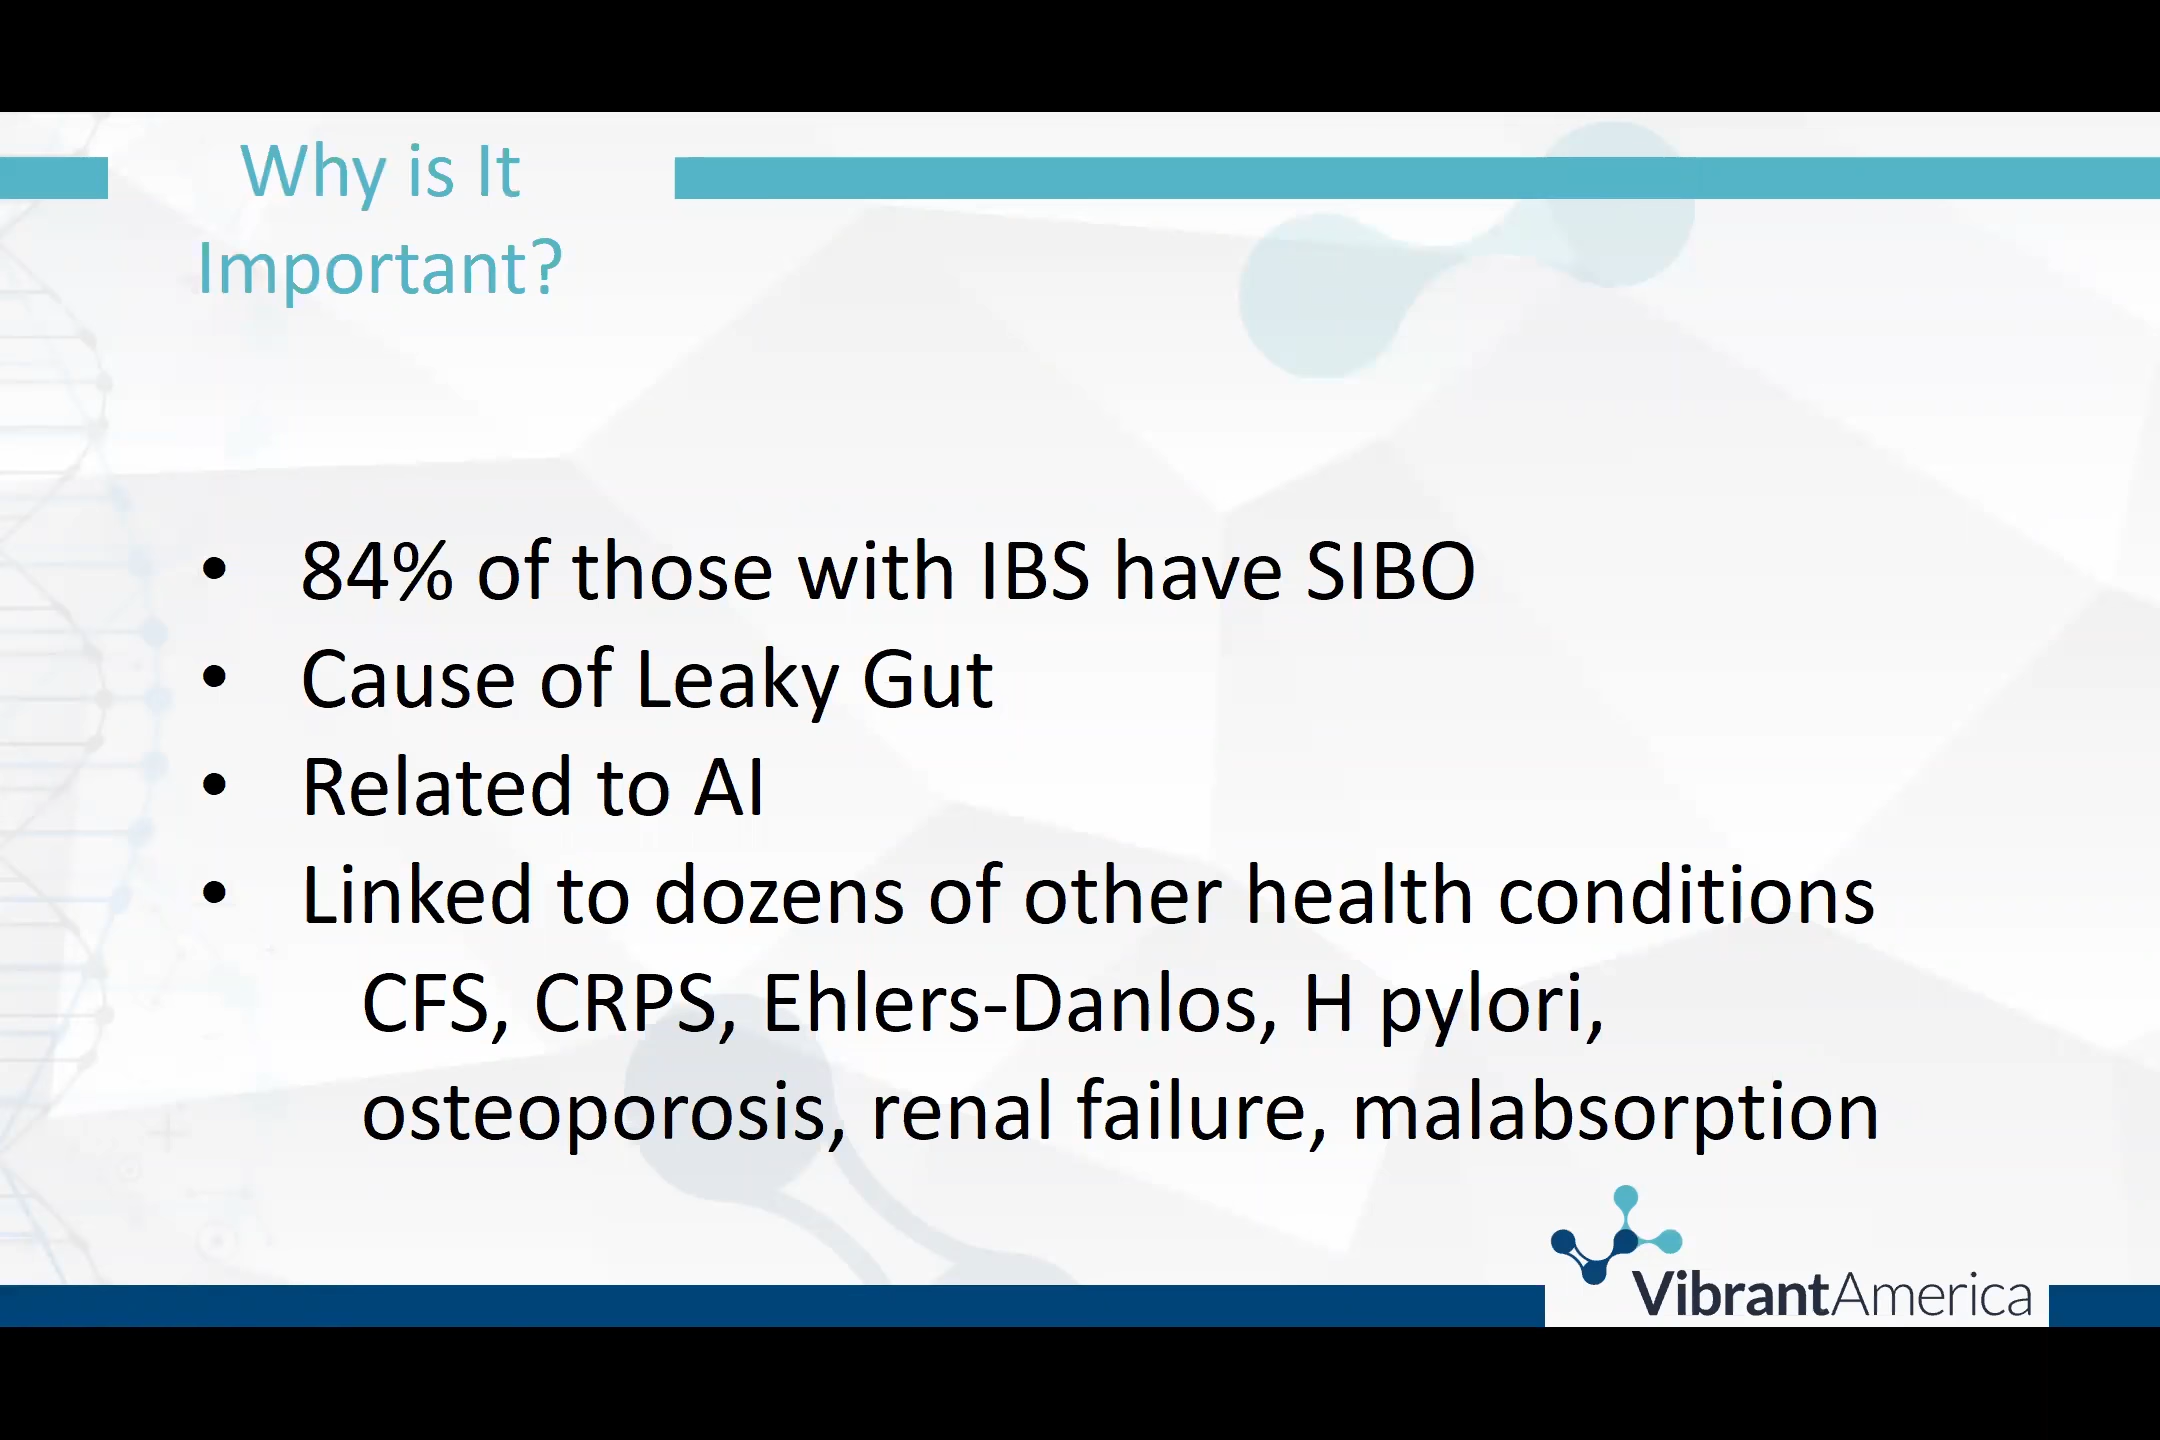 Why is It
Important?
• 84% of those with IBS have SIBO
• Cause of Leaky Gut
• Related to AI
• Linked to dozens of other health conditions
CFS, CRPS, Ehlers-Danlos, H pylori,
osteoporosis, renal failure, malabsorption
VibrantAmerica